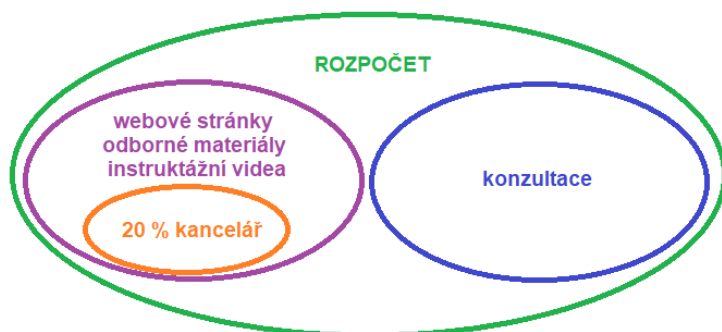 ROZPOČET
webové stránky
odborné materiály
instruktážní videa
20 % kancelář
konzultace